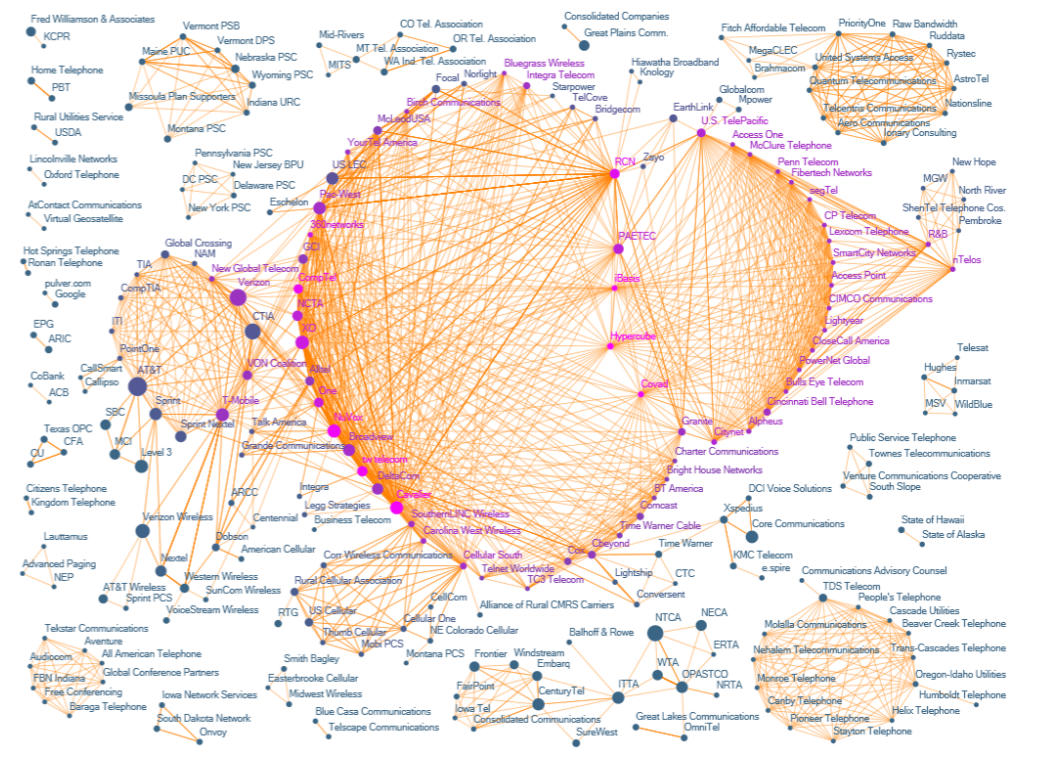 Fred Williamson & Associates
KCPR
Home Telephone
PBT
Rural Utilities Service
USDA
Lincolnville Networks
Oxford Telephone
AtContact Communications
Virtual Geosatellite
Hot Springs Telephone
Ronan Telephone
pulver.com
Google
EPG
ARIC
CoBank
ACB
Texas OPC
CFA
CU
Citizens Telephone
Kingdom Telephone
Lauttamus
Advanced Paging
NEP
Vermont PSB
Vermont DPS
Maine PUC
Nebraska PSC
Wyoming PSC
Missoula Plan Supporters
Indiana URC
Montana PSC
Pennsylvania PSC
New Jersey BPU
DC PSC
Delaware PSC
New York PSC
Eschelon
Mid-Rivers
MITS
CO Tel. Association
OR Tel. Association
MT Tel. Association
WA Ind. Tel. Association
Consolidated Companies
Great Plains Comm.
Hiawatha Broadband
Knology
Fitch Affordable Telecom
MegaCLEC
Brahmacom
Globalcom
Mpower
PriorityOne
Raw Bandwidth
Ruddata
United Systems Access
Rystec
Quantum Telecommunications
AstroTel
Telcentris Communications
Nationsline
Aero Communications
Ionary Consulting
Focal
Norlight
Bluegrass Wireless
Integra Telecom
Starpower
TelCove
Bridgecom
Birch Communications
McLeodUSA
YourTel America
US LEC
Pac-West
360networks
GCI
CompTel
NCTA
XO
Alltel
One
NuVox
Broadview
tw telecom
DeltaCom
Cavalier
SouthernLINC Wireless
Carolina West Wireless
Cellular South
Telnet Worldwide
TC3 Telecom
Cox
Cbeyond
Time Warner Cable
Comcast
BT America
Bright House Networks
Charter Communications
Granite
Citynet
Alpheus
Cincinnati Bell Telephone
Bulls Eye Telecom
PowerNet Global
CloseCall America
Lightyear
CIMCO Communications
Access Point
SmartCity Networks
Lexcom Telephone
CP Telecom
segTel
Fibertech Networks
Penn Telecom
McClure Telephone
Access One
U.S. TelePacific
EarthLink
RCN
Zayo
PAETEC
iBasis
Hypercube
Covad
New Hope
MGW
North River
ShenTel Telephone Cos.
Pembroke
R&B
nTelos
Telesat
Hughes
Inmarsat
MSV
WildBlue
Global Crossing
NAM
TIA
New Global Telecom
Verizon
CompTIA
ITI
CTIA
PointOne
VON Coalition
CallSmart
Callipso
AT&T
Sprint
T-Mobile
SBC
Sprint Nextel
MCI
Level 3
Talk America
Grande Communications
ARCC
Integra
Legg Strategies
Centennial
Business Telecom
Verizon Wireless
Dobson
American Cellular
Nextel
Western Wireless
AT&T Wireless
SunCom Wireless
Sprint PCS
VoiceStream Wireless
Corr Wireless Communications
Rural Cellular Association
RTG
US Cellular
CellCom
Cellular One
Thumb Cellular
NE Colorado Cellular
Mobi PCS
Montana PCS
Alliance of Rural CMRS Carriers
Time Warner
Lightship
CTC
Conversent
DCI Voice Solutions
Xspedius
Core Communications
KMC Telecom
e.spire
Public Service Telephone
Townes Telecommunications
Venture Communications Cooperative
South Slope
State of Hawaii
State of Alaska
Communications Advisory Counsel
TDS Telecom
People's Telephone
Cascade Utilities
Molalla Communications
Beaver Creek Telephone
Nehalem Telecommunications
Trans-Cascades Telephone
Monroe Telephone
Oregon-Idaho Utilities
Canby Telephone
Humboldt Telephone
Pioneer Telephone
Helix Telephone
Stayton Telephone
Tekstar Communications
Aventure
Audiocom
All American Telephone
FBN Indiana
Global Conference Partners
Free Conferencing
Baraga Telephone
Iowa Network Services
South Dakota Network
Onvoy
Smith Bagley
Easterbrooke Cellular
Midwest Wireless
Blue Casa Communications
Telscape Communications
Frontier
Windstream
Embarq
FairPoint
CenturyTel
Iowa Tel
Consolidated Communications
SureWest
ITTA
Balhoff & Rowe
NTCA
NECA
ERTA
WTA
OPASTCO
NRTA
Great Lakes Communications
OmniTel